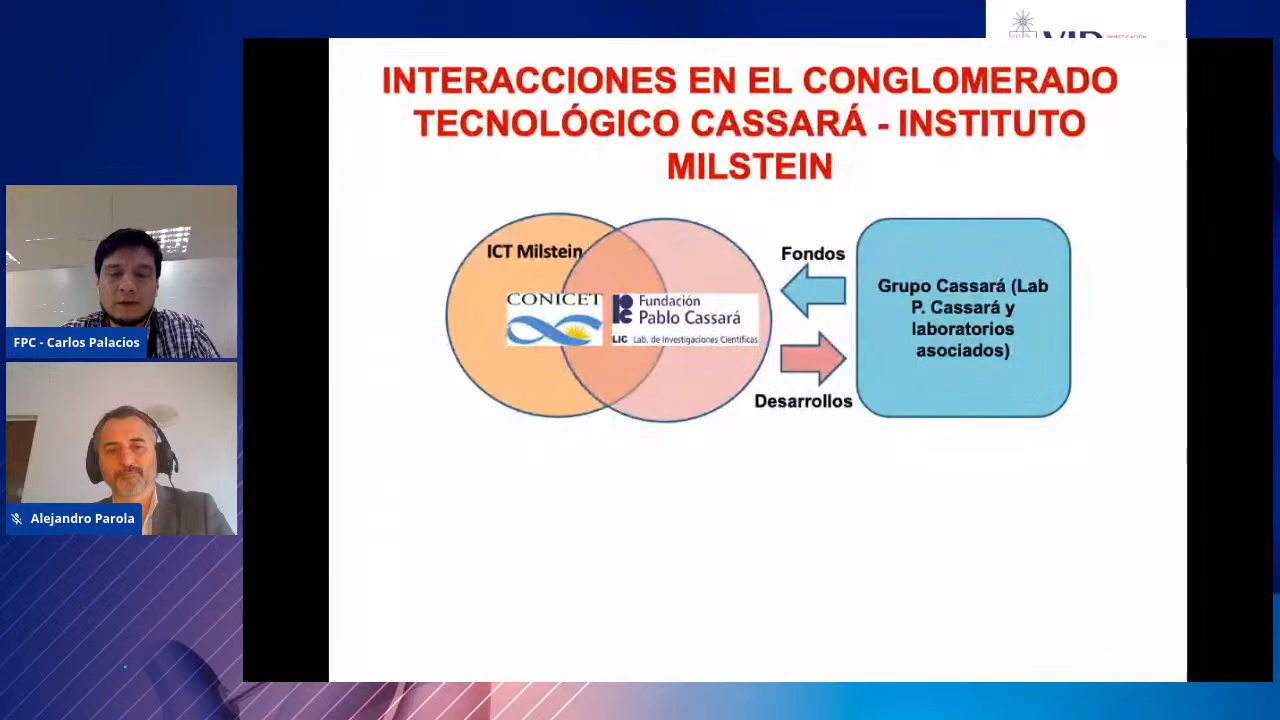 INTERACCIONES EN EL CONGLOMERADO
TECNOLÓGICO CASSARÁ - INSTITUTO
MILSTEIN
ICT Milstein
CONICET
Fundación
Pablo Cassará
LIC Lab. de Investigaciones Científicas
Fondos
Desarrollos
Grupo Cassará (Lab
P. Cassará y
laboratorios
asociados)
FPC - Carlos Palacios
Alejandro Parola